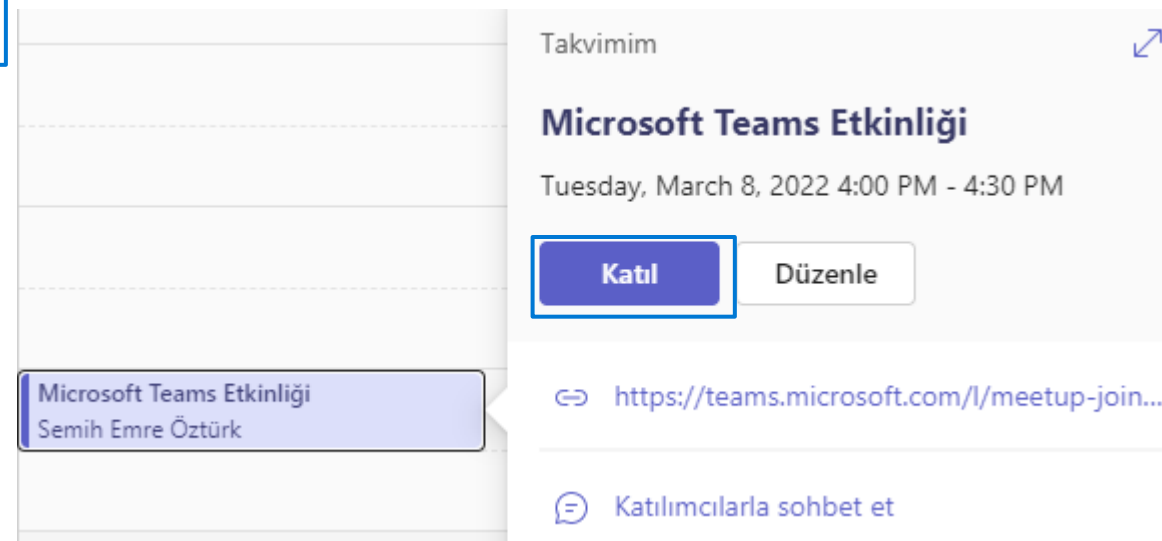 Takvimim
Microsoft Teams Etkinliği
Tuesday, March 8, 2022 4:00 PM - 4:30 PM
Katıl
Düzenle
Microsoft Teams Etkinliği
Semih Emre Öztürk
https://teams.microsoft.com/l/meetup-join...
Katılımcılarla sohbet et